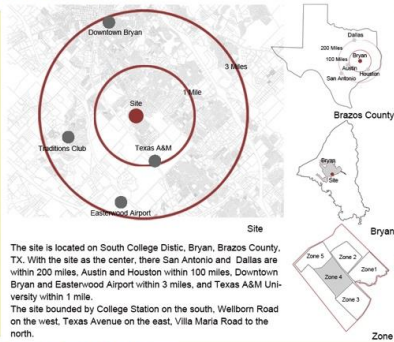 Downtown Bryan
3 Miles
1 Mile
Site
Traditions Club
Texas A&M
Easterwood Airport
Site
Dallas
200 Miles
Bryan
100 Miles
Austin
Houston
San Antonio
Brazos County
Bryan
Site
Bryan
Zone 5
Zone 2
Zone1
Zone 4
Zone 3
Zone
The site is located on South College Distic, Bryan, Brazos County,
TX. With the site as the center, there San Antonio and Dallas are
within 200 miles, Austin and Houston within 100 miles, Downtown
Bryan and Easterwood Airport within 3 miles, and Texas A&M Uni-
versity within 1 mile.
The site bounded by College Station on the south, Wellborn Road
on the west, Texas Avenue on the east, Villa Maria Road to the
north.